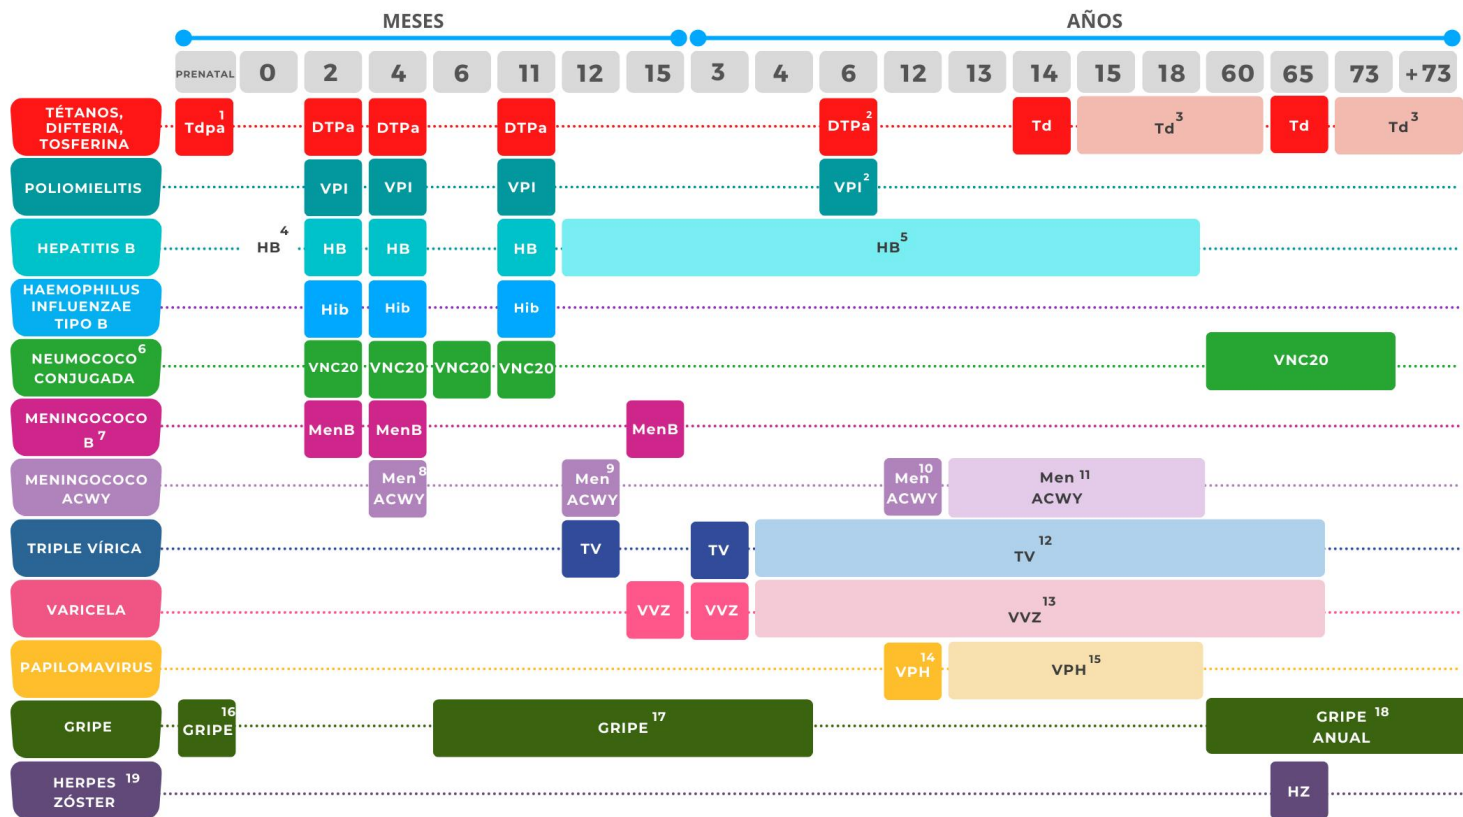 MESES AÑOS
PRENATAL 0 2 4 6 11 12 15 3 4 6 12 13 14 15 18 60 65 73 +73
TÉTANOS,
DIFTERIA,
TOSFERINA
Tdpa 1 DTPa DTPa DTPa DTPa 2 Td Td 3 Td Td 3
POLIOMIELITIS VPI VPI VPI VPI 2
HEPATITIS B HB 4 HB HB HB HB 5
HAEMOPHILUS
INFLUENZAE
TIPO B
Hib Hib Hib
NEUMOCOCO 6
CONJUGADA
VNC20 VNC20 VNC20 VNC20 VNC20
MENINGOCOCO
B 7
MenB MenB MenB
MENINGOCOCO
ACWY
Men 8
ACWY
Men 9
ACWY
Men 10
ACWY
Men 11
ACWY
TRIPLE VÍRICA TV TV TV 12
VARICELA VVZ VVZ VVZ 13
PAPILOMAVIRUS VPH 14 VPH 15
GRIPE GRIPE 16 GRIPE 17 GRIPE 18
ANUAL
HERPES 19
ZÓSTER
HZ